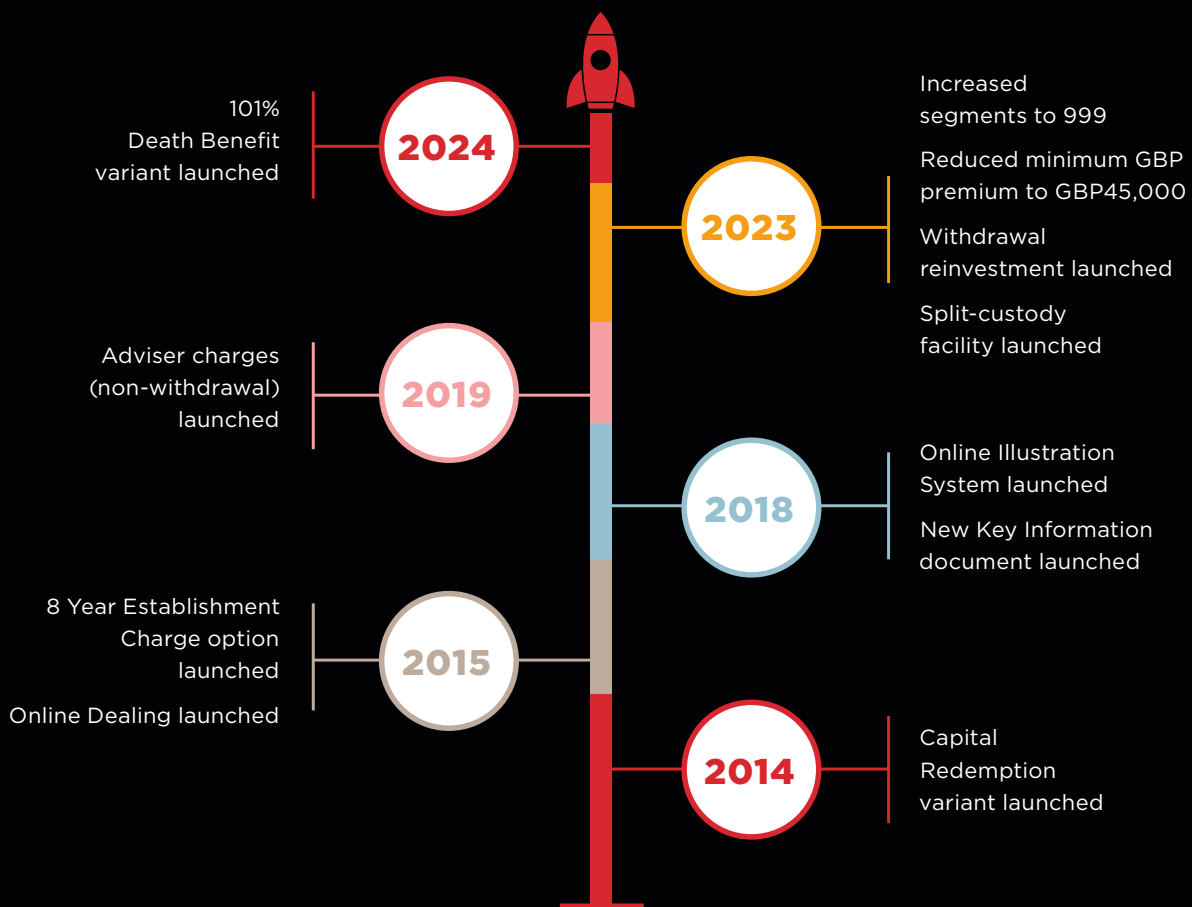 101%
Death Benefit
variant launched
2024
2023
Increased
segments to 999
Reduced minimum GBP
premium to GBP45,000
Withdrawal
reinvestment launched
Split-custody
facility launched
Adviser charges
(non-withdrawal)
launched
2019
2018
Online Illustration
System launched
New Key Information
document launched
8 Year Establishment
Charge option
launched
Online Dealing launched
2015
2014
Capital
Redemption
variant launched